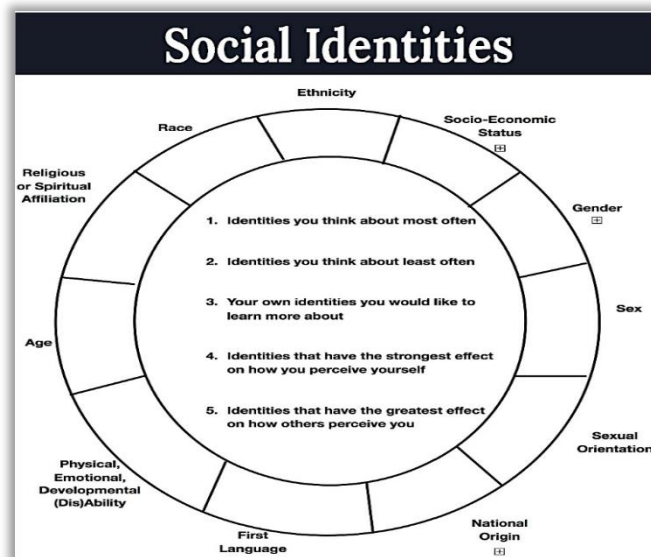 Social Identities
Ethnicity
Socio-Economic
Status
Gender
Sex
Sexual
Orientation
National
Origin
First
Language
Physical,
Emotional,
Developmental
(Dis)Ability
Age
Religious
or Spiritual
Affiliation
Race
1. Identities you think about most often
2. Identities you think about least often
3. Your own identities you would like to
learn more about
4. Identities that have the strongest effect
on how you perceive yourself
5. Identities that have the greatest effect
on how others perceive you